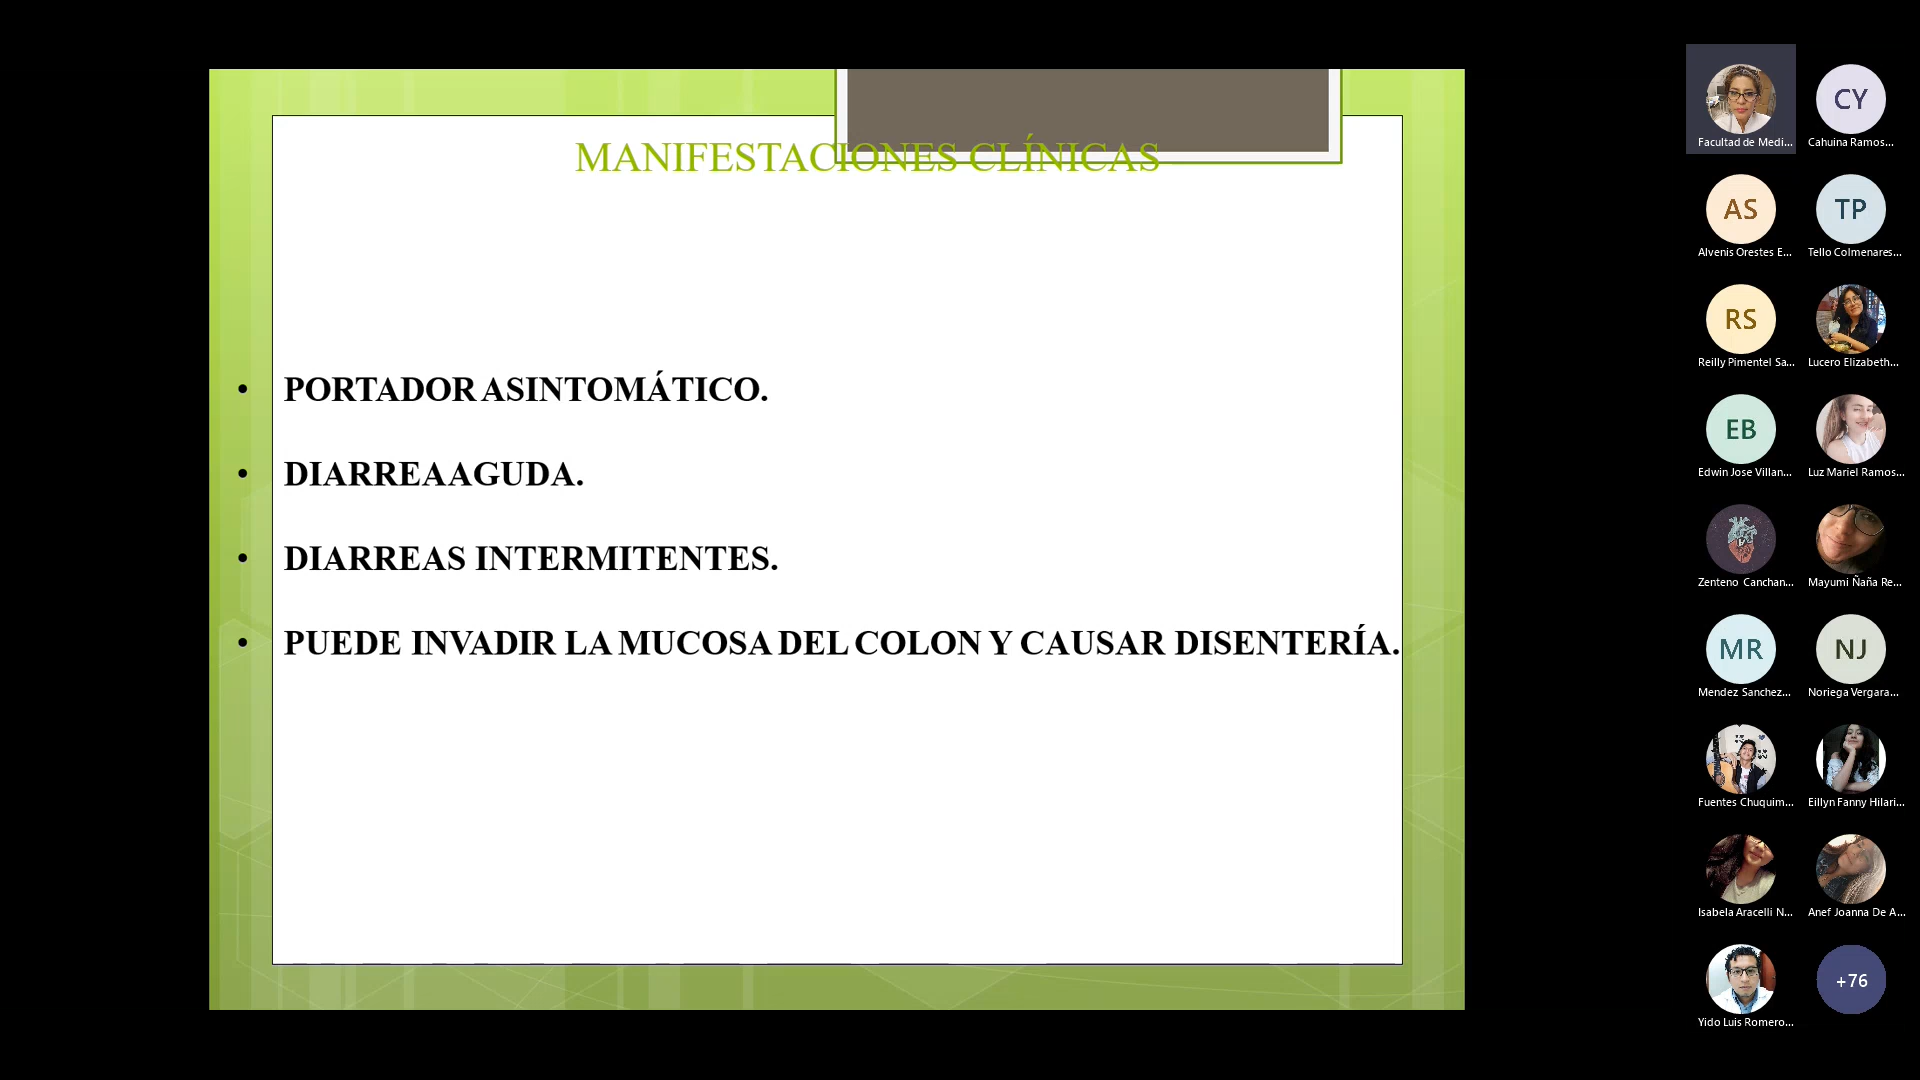 MANIFESTACIONES CLÍNICAS
• PORTADOR ASINTOMÁTICO.
• DIARREA AGUDA.
• DIARREAS INTERMITENTES.
• PUEDE INVADIR LA MUCOSA DEL COLON Y CAUSAR DISENTERÍA.
Facultad de Medi...
CY
Cahuina Ramos...
AS
Alvenis Orestes E...
TP
Tello Colmenares...
RS
Reilly Pimentel Sa...
Lucero Elizabeth...
EB
Edwin Jose Villan...
Luz Mariel Ramos...
Zenteno Canchan...
Mayumi Ñaña Re...
MR
Mendez Sanchez...
NJ
Noriega Vergara...
Fuentes Chuquim...
Eillyn Fanny Hilari...
Isabela Aracelli N...
Anef Joanna De A...
Yido Luis Romero...
+76